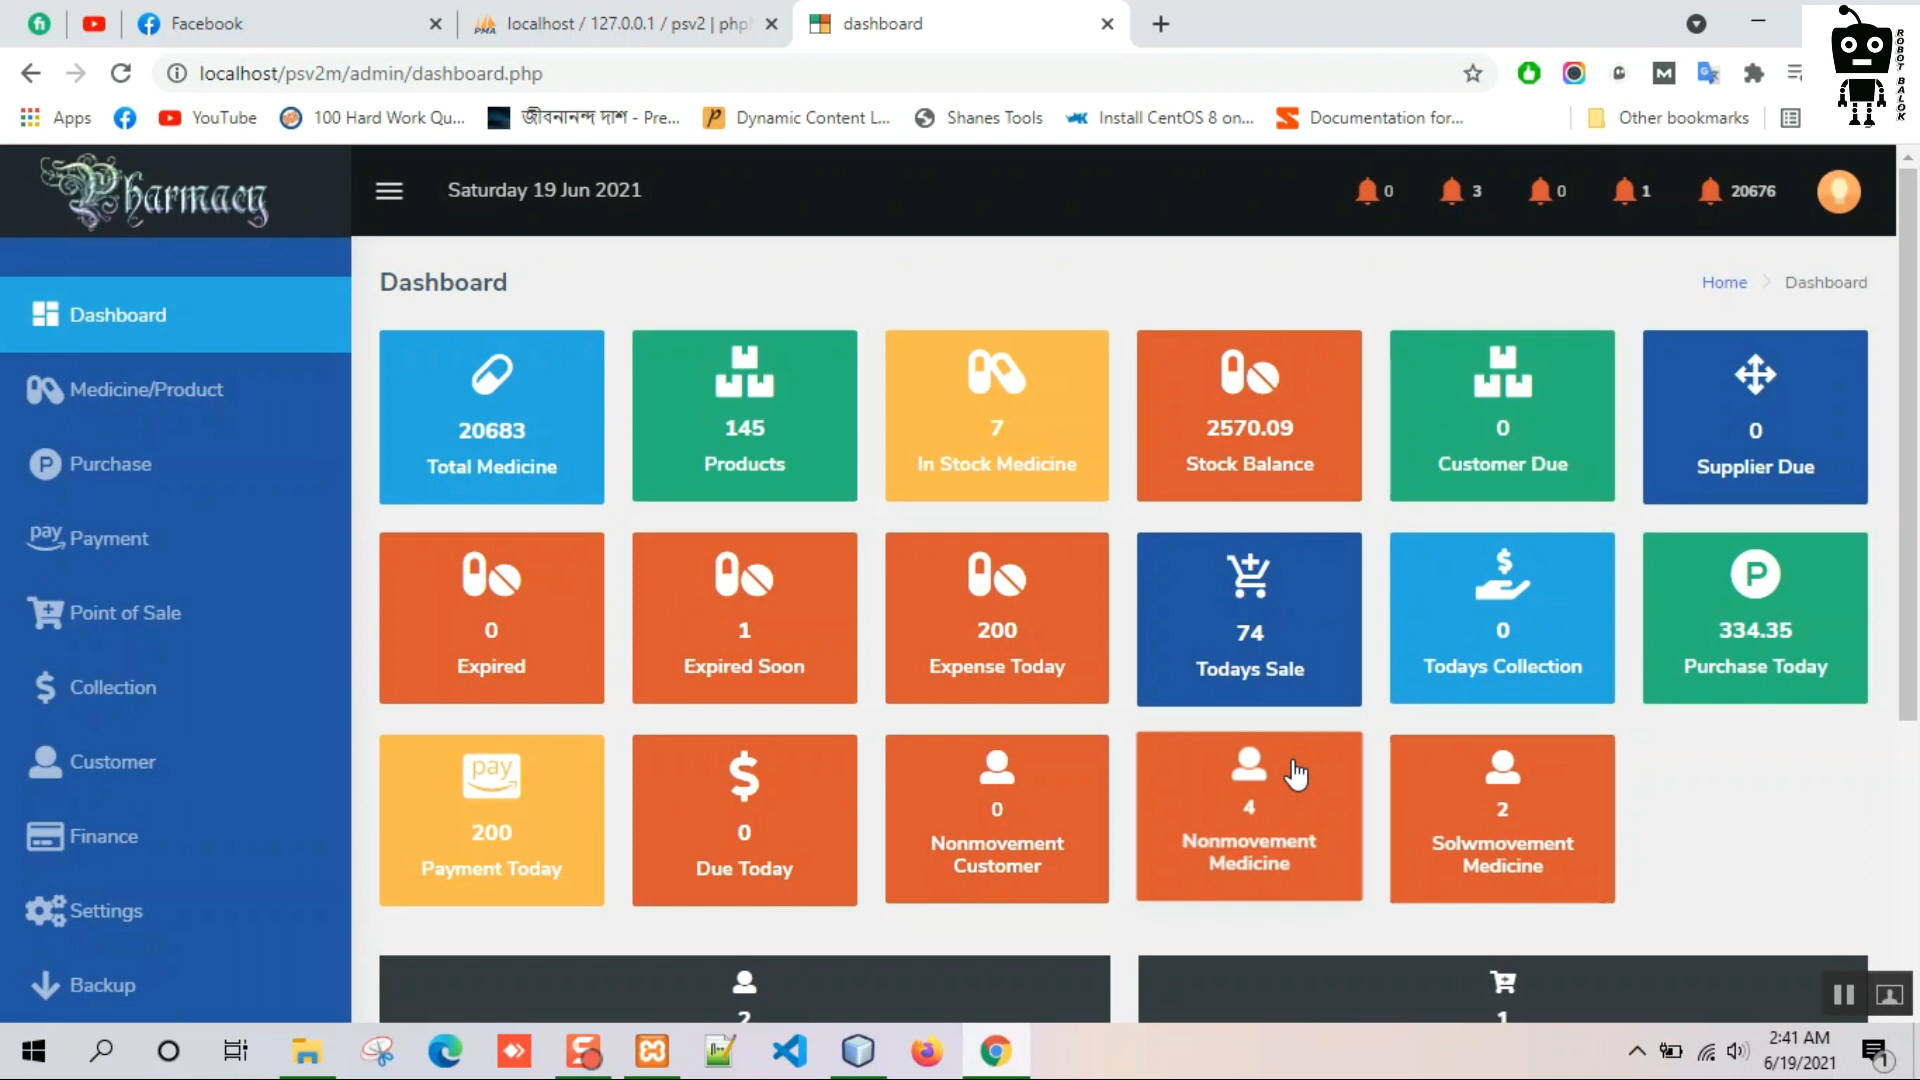 Facebook
localhost / 127.0.0.1 / psv2 | php
dashboard
localhost/psv2m/admin/dashboard.php
ROBOT BALOK
Apps
YouTube
100 Hard Work Qu...
জীবনানন্দ দাশ - Pre...
Dynamic Content L...
Shanes Tools
Install CentOS 8 on...
Documentation for...
Other bookmarks
Pharmacy
Saturday 19 Jun 2021
0
3
0
1
20676
Dashboard
Home
Dashboard
Dashboard
Medicine/Product
Purchase
Payment
Point of Sale
Collection
Customer
Finance
Settings
Backup
20683
Total Medicine
145
Products
7
In Stock Medicine
2570.09
Stock Balance
0
Customer Due
0
Supplier Due
0
Expired
1
Expired Soon
200
Expense Today
74
Todays Sale
0
Todays Collection
334.35
Purchase Today
pay
200
Payment Today
0
Due Today
0
Nonmovement
Customer
4
Nonmovement
Medicine
2
Solwmovement
Medicine
2
1
2:41 AM
6/19/2021
1